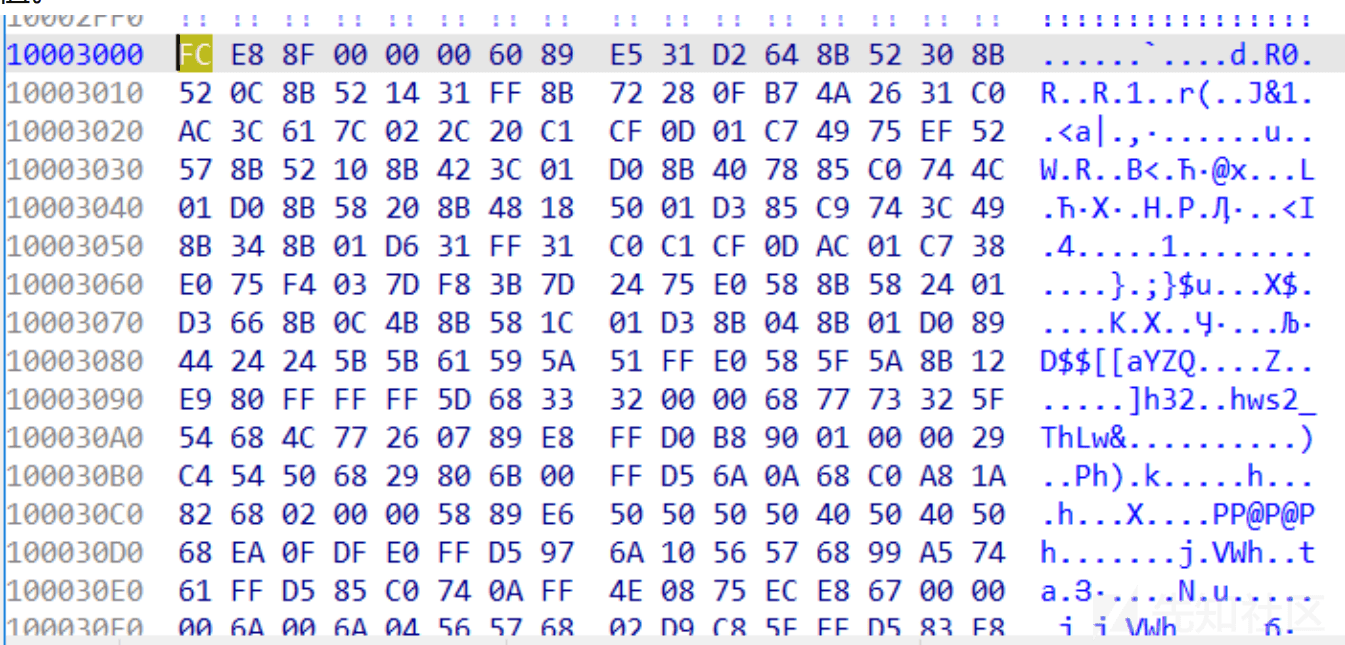 值。
10002FF0 :: :: :: :: :: :: :: :: :: :: :: :: :: :: :: :: ::::::::::::::::
10003000 FC E8 8F 00 00 00 60 89 E5 31 D2 64 8B 52 30 8B ......`....d.R0.
10003010 52 0C 8B 52 14 31 FF 8B 72 28 0F B7 4A 26 31 C0 R..R.1..r(..J&1.
10003020 AC 3C 61 7C 02 2C 20 C1 CF 0D 01 C7 49 75 EF 52 .<a|.,·......u..
10003030 57 8B 52 10 8B 42 3C 01 D0 8B 40 78 85 C0 74 4C W.R..B<.Ћ·@x...L
10003040 01 D0 8B 58 20 8B 48 18 50 01 D3 85 C9 74 3C 49 .Ћ·X·.H.P.Д·..<I
10003050 8B 34 8B 01 D6 31 FF 31 C0 C1 CF 0D AC 01 C7 38 .4.....1........
10003060 E0 75 F4 03 7D F8 3B 7D 24 75 E0 58 8B 58 24 01 ....}.;}$u...X$.
10003070 D3 66 8B 0C 4B 8B 58 1C 01 D3 8B 04 8B 01 D0 89 ....K.X..Ч·...Љ·
10003080 44 24 24 5B 5B 61 59 5A 51 FF E0 58 5F 5A 8B 12 D$$[[aYZQ....Z..
10003090 E9 80 FF FF FF 5D 68 33 32 00 00 68 77 73 32 5F .....]h32..hws2_
100030A0 54 68 4C 77 26 07 89 E8 FF D0 B8 90 01 00 00 29 ThLw&..........)
100030B0 C4 54 50 68 29 80 6B 00 FF D5 6A 0A 68 C0 A8 1A ..Ph).k.....h...
100030C0 82 68 02 00 00 58 89 E6 50 50 50 50 40 50 40 50 .h...X....PP@P@P
100030D0 68 EA 0F DF E0 FF D5 97 6A 10 56 57 68 99 A5 74 h.......j.VWh..t
100030E0 61 FF D5 85 C0 74 0A FF 4E 08 75 EC E8 67 00 00 a.З·....N.u.....
100030F0 00 6A 00 6A 04 56 57 68 02 D9 C8 5F FF D5 83 F8 .j.j.VWh......б·
先知社区